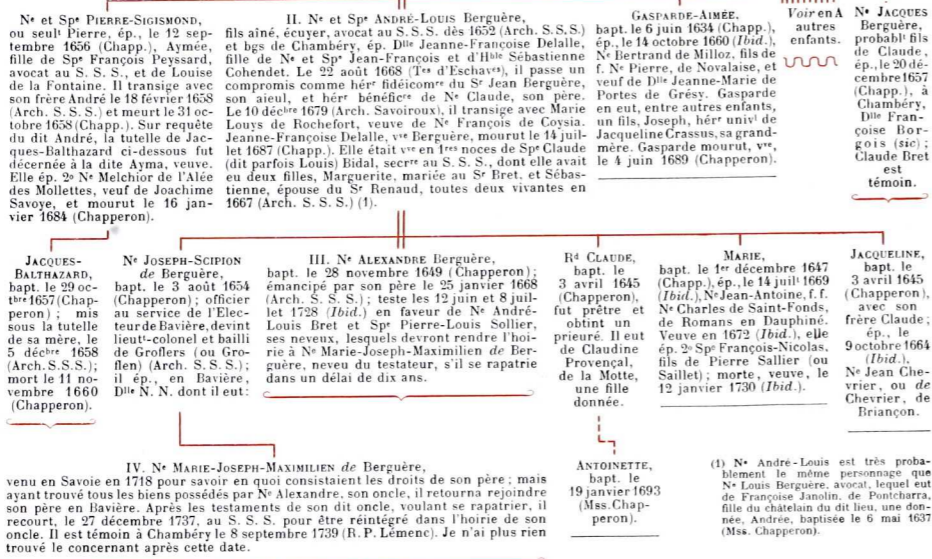 Nᵉ et Spᵉ PIERRE-SIGISMOND,
ou seulᵗ Pierre, ép., le 12 sep-
tembre 1656 (Chapp.), Aymée,
fille de Spᵉ François Peyssard,
avocat au S. S. S., et de Louise
de la Fontaine. Il transige avec
son frère André le 18 février 1658
(Arch. S. S. S.) et meurt le 31 oc-
tobre 1658 (Chapp.). Sur requête
du dit André, la tutelle de Jac-
ques-Balthazard ci-dessous fut
décernée à la dite Ayma, veuve.
Elle ép. 2º Nᵉ Melchior de l'Alée
des Mollettes, veuf de Joachime
Savoye, et mourut le 16 jan-
vier 1684 (Chapperon).
II. Nᵉ et Spᵉ ANDRÉ-LOUIS Berguère,
fils aîné, écuyer, avocat au S. S. S. dès 1652 (Arch. S.S.S.)
et bgs de Chambéry, ép. Dˡˡᵉ Jeanne-Françoise Delalle,
fille de Nᵉ et Spᵉ Jean-François et d'Hᵇˡᵉ Sébastienne
Cohendet. Le 22 août 1668 (Tᵉˢ d'Eschavᵉˢ), il passe un
compromis comme hérʳ fidéicomʳᵉ du Sʳ Jean Berguère,
son aieul, et hérʳ bénéficʳᵉ de Nᵉ Claude, son père.
Le 10 décᵇʳᵉ 1679 (Arch. Savoiroux), il transige avec Marie
Louys de Rochefort, veuve de Nᵉ François de Coysia.
Jeanne-Françoise Delalle, vᵛᵉ Berguère, mourut le 14 juil-
let 1687 (Chapp.). Elle était vᵛᵉ en 1ʳᵉˢ noces de Spᵉ Claude
(dit parfois Louis) Bidal, secrʳᵉ au S. S. S., dont elle avait
eu deux filles, Marguerite, mariée au Sʳ Bret, et Sébas-
tienne, épouse du Sʳ Renaud, toutes deux vivantes en
1667 (Arch. S. S. S.) (1).
GASPARDE-AIMÉE,
bapt. le 6 juin 1634 (Chapp.),
ép., le 14 octobre 1660 (Ibid.),
Nᵉ Bertrand de Milloz, fils de
f. Nᵉ Pierre, de Novalaise, et
veuf de Dˡˡᵉ Jeanne-Marie de
Portes de Grésy. Gasparde
en eut, entre autres enfants,
un fils, Joseph, hérʳ univˡ de
Jacqueline Crassus, sa grand-
mère. Gasparde mourut, vᵛᵉ,
le 4 juin 1689 (Chapperon).
Voir en A
autres
enfants.
Nᵉ JACQUES
Berguère,
probablᵗ fils
de Claude,
ép., le 20 dé-
cembre 1657
(Chapp.), à
Chambéry,
Dˡˡᵉ Fran-
çoise Bor-
gois (sic);
Claude Bret
est
témoin.
JACQUES-
BALTHAZARD,
bapt. le 29 oc-
tbʳᵉ 1657 (Chap-
peron); mis
sous la tutelle
de sa mère, le
5 décᵇʳᵉ 1658
(Arch. S.S.S.);
mort le 11 no-
vembre 1660
(Chapperon).
Nᵉ JOSEPH-SCIPION
de Berguère,
bapt. le 3 août 1654
(Chapperon); officier
au service de l'Elec-
teur de Bavière, devint
lieutᵗ-colonel et bailli
de Groflers (ou Gro-
flen) (Arch. S. S. S.);
il ép., en Bavière,
Dˡˡᵉ N. N. dont il eut:
III. Nᵉ ALEXANDRE Berguère,
bapt. le 28 novembre 1649 (Chapperon);
émancipé par son père le 25 janvier 1668
(Arch. S. S. S.); teste les 12 juin et 8 juil-
let 1728 (Ibid.) en faveur de Nᵉ André-
Louis Bret et Spᵉ Pierre-Louis Sollier,
ses neveux, lesquels devront rendre l'hoi-
rie à Nᵉ Marie-Joseph-Maximilien de Ber-
guère, neveu du testateur, s'il se rapatrie
dans un délai de dix ans.
Rᵈ CLAUDE,
bapt. le
3 avril 1645
(Chapperon),
fut prêtre et
obtint un
prieuré. Il eut
de Claudine
Provençal,
de la Motte,
une fille
donnée.
MARIE,
bapt. le 1ᵉʳ décembre 1647
(Chapp.), ép., le 14 juilᵗ 1669
(Ibid.), Nᵉ Jean-Antoine, f. f.
Nᵉ Charles de Saint-Fonds,
de Romans en Dauphiné.
Veuve en 1672 (Ibid.), elle
ép. 2º Spᵉ François-Nicolas,
fils de Pierre Sallier (ou
Saillet); morte, veuve, le
12 janvier 1730 (Ibid.).
JACQUELINE,
bapt. le
3 avril 1645
(Chapperon),
avec son
frère Claude;
ép., le
9 octobre 1664
(Ibid.),
Nᵉ Jean Che-
vrier, ou de
Chevrier, de
Briançon.
IV. Nᵉ MARIE-JOSEPH-MAXIMILIEN de Berguère,
venu en Savoie en 1718 pour savoir en quoi consistaient les droits de son père; mais
ayant trouvé tous les biens possédés par Nᵉ Alexandre, son oncle, il retourna rejoindre
son père en Bavière. Après les testaments de son dit oncle, voulant se rapatrier, il
recourt, le 27 décembre 1737, au S. S. S. pour être réintégré dans l'hoirie de son
oncle. Il est témoin à Chambéry le 8 septembre 1739 (R. P. Lémenc). Je n'ai plus rien
trouvé le concernant après cette date.
ANTOINETTE,
bapt. le
19 janvier 1693
(Mss. Chap-
peron).
(1) Nᵉ André-Louis est très proba-
blement le même personnage que
Nᵉ Louis Berguère, avocat, lequel eut
de Françoise Janolin, de Pontcharra,
fille du châtelain du dit lieu, une don-
née, Andrée, baptisée le 6 mai 1637
(Mss. Chapperon).